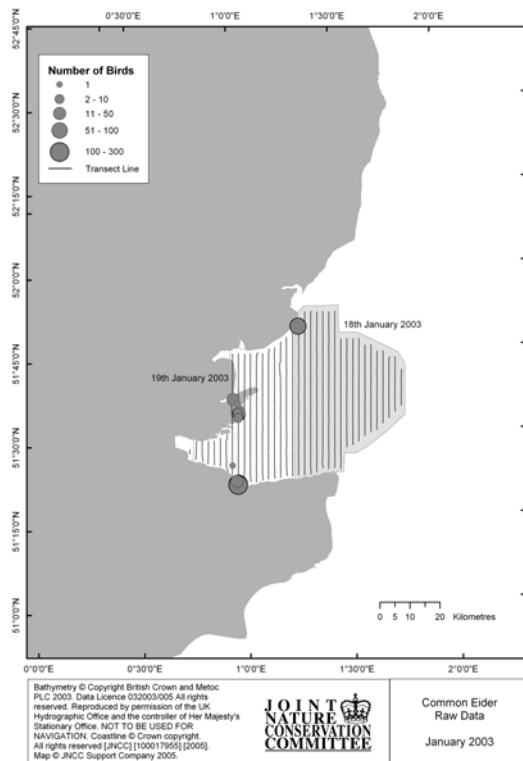 0°30'0"E 1°0'0"E 1°30'0"E 2°0'0"E
52°45'0"N
52°30'0"N
52°15'0"N
52°0'0"N
51°45'0"N
51°30'0"N
51°15'0"N
51°0'0"N
Number of Birds
1
2 - 10
11 - 50
51 - 100
100 - 300
Transect Line
18th January 2003
19th January 2003
0 5 10 20 Kilometres
0°0'0"E 0°30'0"E 1°0'0"E 1°30'0"E 2°0'0"E
Bathymetry © Copyright British Crown and Metoc
PLC 2003. Data Licence 032003/005 All rights
reserved. Reproduced by permission of the UK
Hydrographic Office and the controller of Her Majesty's
Stationary Office. NOT TO BE USED FOR
NAVIGATION. Coastline © Crown copyright.
All rights reserved [JNCC] [100017955] [2005].
Map © JNCC Support Company 2005.
JOINT
NATURE
CONSERVATION
COMMITTEE
Common Eider
Raw Data
January 2003